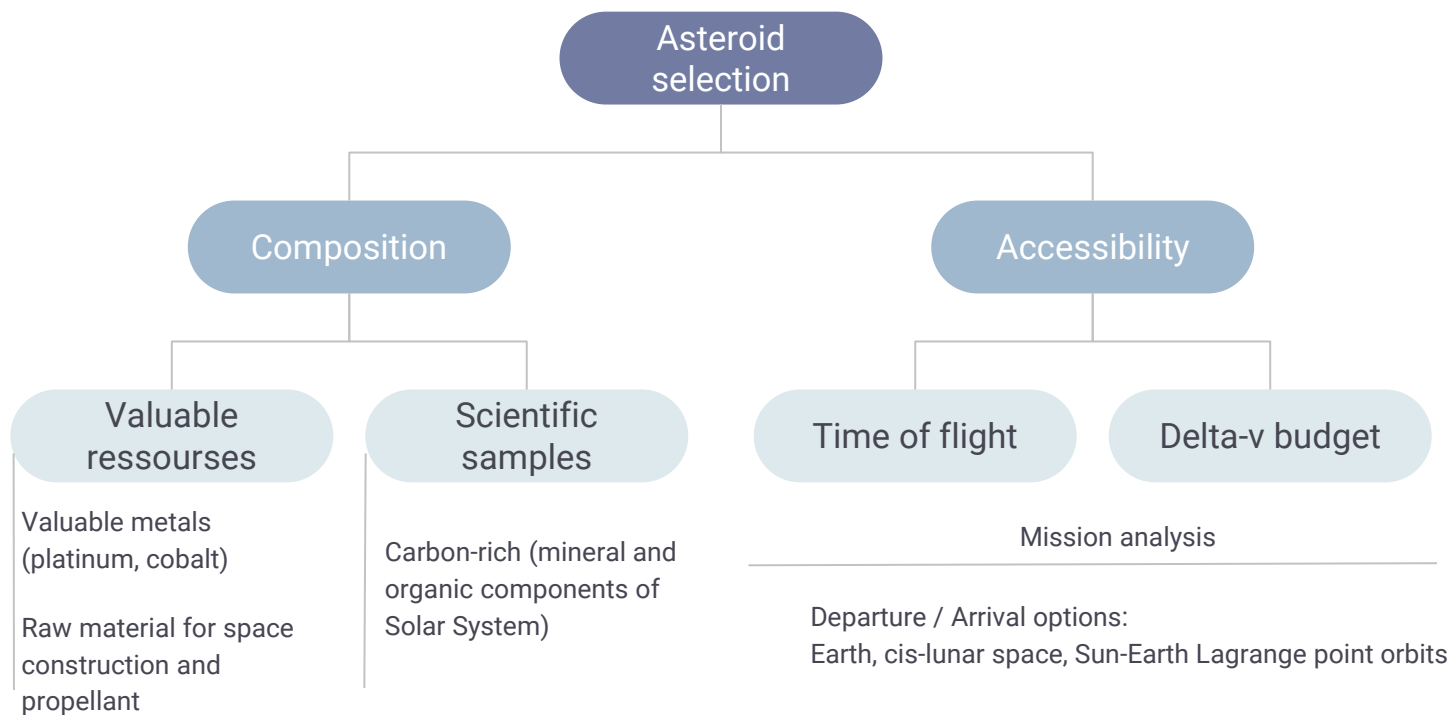 Asteroid
selection
Composition
Accessibility
Valuable
ressourses
Scientific
samples
Time of flight
Delta-v budget
Valuable metals
(platinum, cobalt)
Raw material for space
construction and
propellant
Carbon-rich (mineral and
organic components of
Solar System)
Mission analysis
Departure / Arrival options:
Earth, cis-lunar space, Sun-Earth Lagrange point orbits